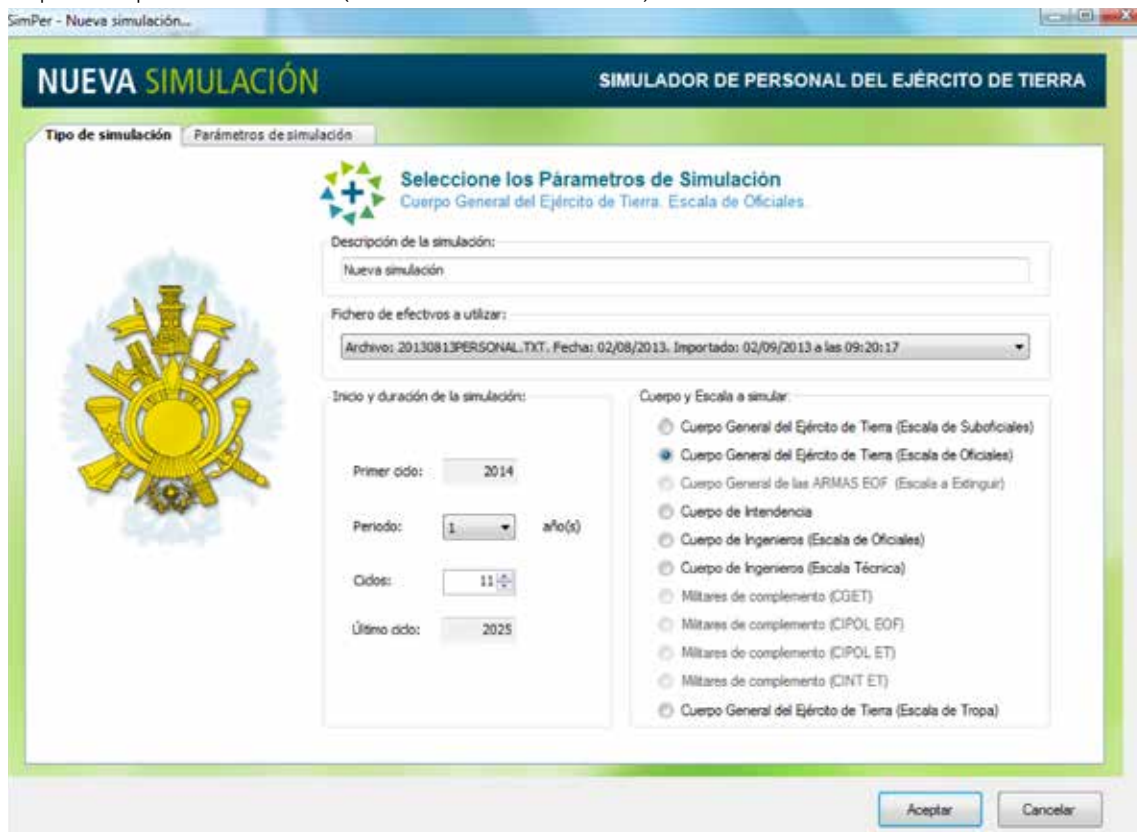 SimPer - Nueva simulación...
NUEVA SIMULACIÓN
SIMULADOR DE PERSONAL DEL EJÉRCITO DE TIERRA
Tipo de simulación
Parámetros de simulación
Seleccione los Párametros de Simulación
Cuerpo General del Ejército de Tierra. Escala de Oficiales.
Descripción de la simulación:
Nueva simulación
Fichero de efectivos a utilizar:
Archivo: 20130813PERSONAL.TXT. Fecha: 02/08/2013. Importado: 02/09/2013 a las 09:20:17
Inicio y duración de la simulación:
Primer ciclo: 2014
Periodo: 1 año(s)
Ciclos: 11
Último ciclo: 2025
Cuerpo y Escala a simular:
Cuerpo General del Ejército de Tierra (Escala de Suboficiales)
Cuerpo General del Ejército de Tierra (Escala de Oficiales)
Cuerpo General de las ARMAS EOF (Escala a Extinguir)
Cuerpo de Intendencia
Cuerpo de Ingenieros (Escala de Oficiales)
Cuerpo de Ingenieros (Escala Técnica)
Militares de complemento (CGET)
Militares de complemento (CIPOL EOF)
Militares de complemento (CIPOL ET)
Militares de complemento (CINT ET)
Cuerpo General del Ejército de Tierra (Escala de Tropa)
Aceptar
Cancelar